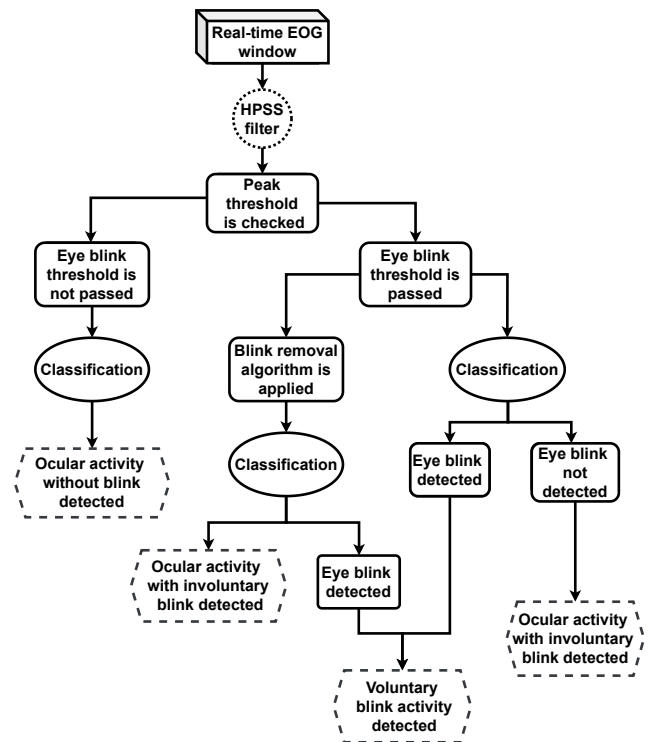 Real-time EOG
window
HPSS
filter
Peak
threshold
is checked
Eye blink
threshold is
not passed
Eye blink
threshold is
passed
Classification
Blink removal
algorithm is
applied
Classification
Ocular activity
without blink
detected
Classification
Eye blink
detected
Eye blink
not
detected
Ocular activity
with involuntary
blink detected
Eye blink
detected
Ocular activity
with involuntary
blink detected
Voluntary
blink activity
detected